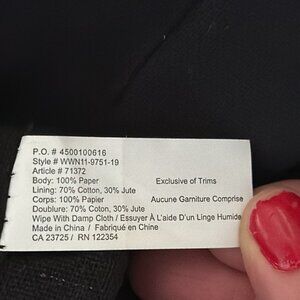 P.O. # 4500100616
Style # WWN11-9751-19
Article # 71372
Body: 100% Paper Exclusive of Trims
Lining: 70% Cotton, 30% Jute
Corps: 100% Paper Aucune Garniture Comprise
Doublure: 70% Coton, 30% Jute
Wipe With Damp Cloth / Essuyer À L'aide D'un Linge Humide
Made in China / Fabriqué en Chine
CA 23725 / RN 122354